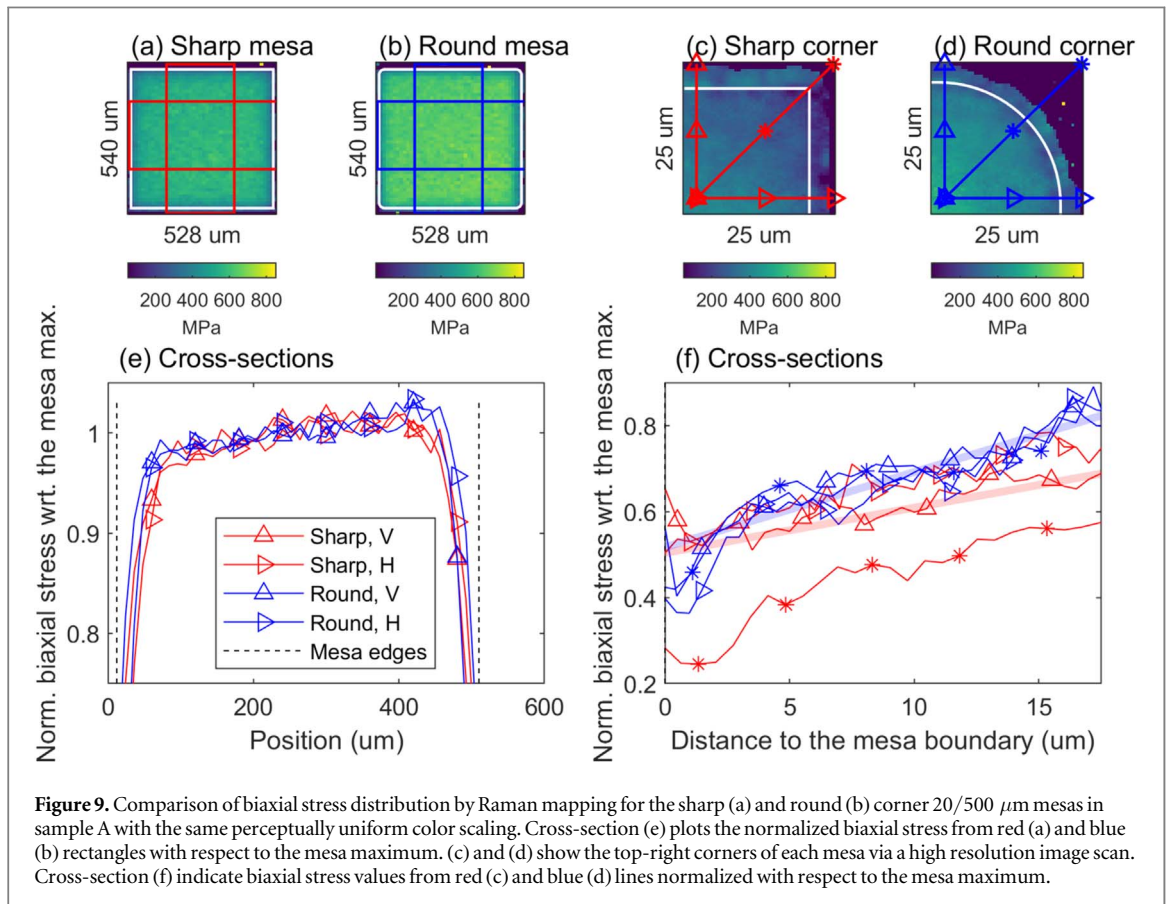 (a) Sharp mesa
(b) Round mesa
(c) Sharp corner
(d) Round corner
540 um
540 um
25 um
25 um
528 um
528 um
25 um
25 um
200 400 600 800
200 400 600 800
200 400 600 800
200 400 600 800
MPa
MPa
MPa
MPa
(e) Cross-sections
Norm. biaxial stress wrt. the mesa max.
1
0.9
0.8
Sharp, V
Sharp, H
Round, V
Round, H
Mesa edges
0 200 400 600
Position (um)
(f) Cross-sections
Norm. biaxial stress wrt. the mesa max.
0.8
0.6
0.4
0.2
0 5 10 15
Distance to the mesa boundary (um)
Figure 9. Comparison of biaxial stress distribution by Raman mapping for the sharp (a) and round (b) corner 20/500 μm mesas in
sample A with the same perceptually uniform color scaling. Cross-section (e) plots the normalized biaxial stress from red (a) and blue
(b) rectangles with respect to the mesa maximum. (c) and (d) show the top-right corners of each mesa via a high resolution image scan.
Cross-section (f) indicate biaxial stress values from red (c) and blue (d) lines normalized with respect to the mesa maximum.